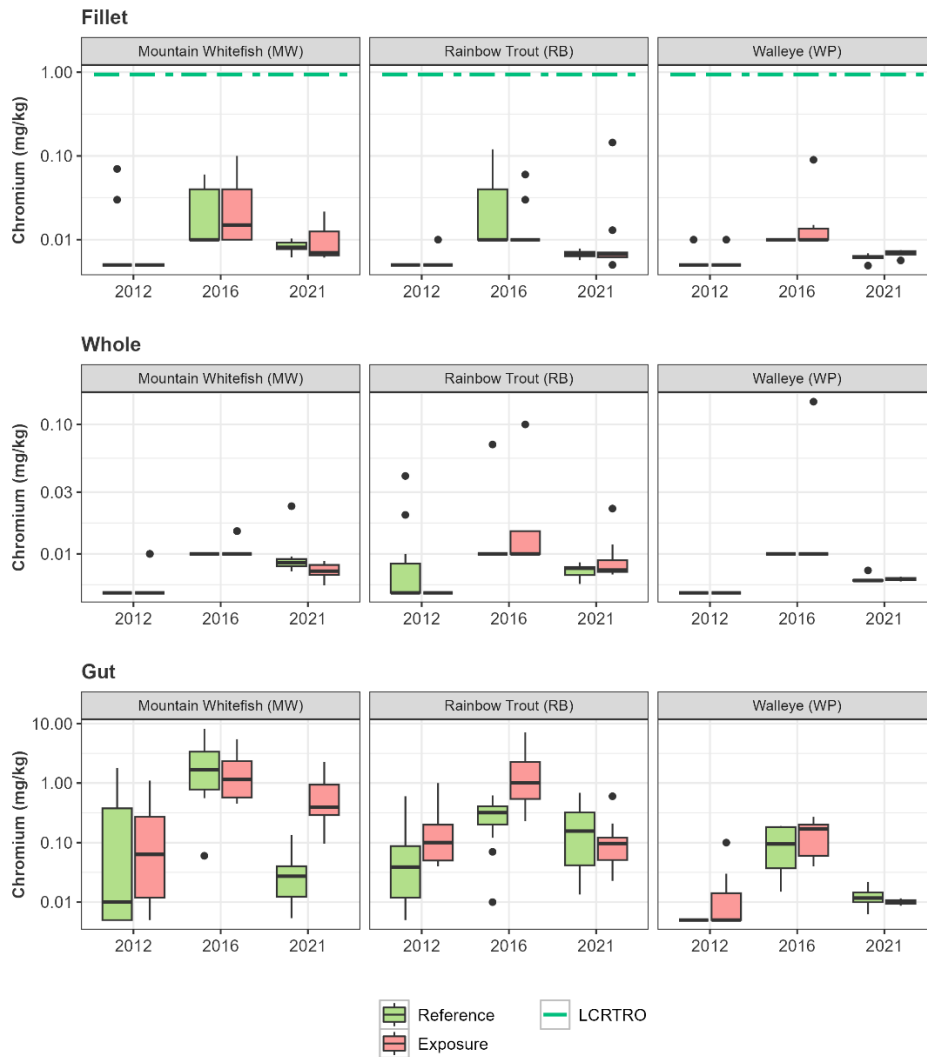 Fillet
Mountain Whitefish (MW) Rainbow Trout (RB) Walleye (WP)
Chromium (mg/kg)
1.00
0.10
0.01
2012 2016 2021 2012 2016 2021 2012 2016 2021
Whole
Mountain Whitefish (MW) Rainbow Trout (RB) Walleye (WP)
Chromium (mg/kg)
0.10
0.03
0.01
2012 2016 2021 2012 2016 2021 2012 2016 2021
Gut
Mountain Whitefish (MW) Rainbow Trout (RB) Walleye (WP)
Chromium (mg/kg)
10.00
1.00
0.10
0.01
2012 2016 2021 2012 2016 2021 2012 2016 2021
Reference LCRTRO
Exposure